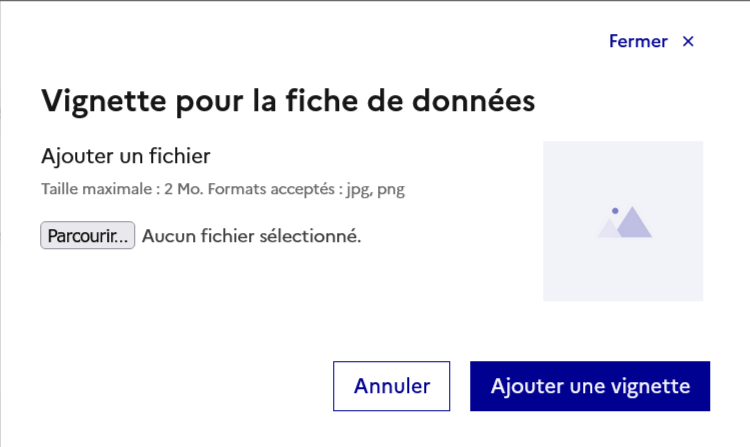 Fermer ×
Vignette pour la fiche de données
Ajouter un fichier
Taille maximale : 2 Mo. Formats acceptés : jpg, png
Parcourir... Aucun fichier sélectionné.
Annuler
Ajouter une vignette